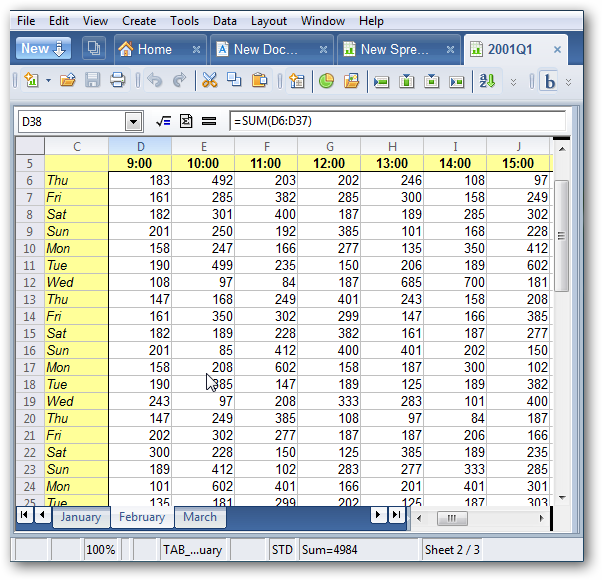 File Edit View Create Tools Data Layout Window Help
New Home New Doc... New Spre... 2001Q1
D38 =SUM(D6:D37)
C D E F G H I J
5 9:00 10:00 11:00 12:00 13:00 14:00 15:00
6 Thu 183 492 203 202 246 108 97
7 Fri 161 285 382 285 300 158 249
8 Sat 182 301 400 187 189 285 302
9 Sun 201 250 192 385 101 168 228
10 Mon 158 247 166 277 135 350 412
11 Tue 190 499 235 150 206 189 602
12 Wed 108 97 84 187 685 700 181
13 Thu 147 168 249 401 243 158 208
14 Fri 161 350 302 299 147 166 385
15 Sat 182 189 228 382 161 187 277
16 Sun 201 85 412 400 401 202 150
17 Mon 158 208 602 158 187 300 102
18 Tue 190 385 147 189 125 189 382
19 Wed 243 97 208 333 283 101 400
20 Thu 147 249 385 108 97 84 187
21 Fri 202 302 277 187 187 206 166
22 Sat 300 228 150 125 385 189 235
23 Sun 189 412 102 283 277 333 285
24 Mon 101 602 401 166 201 401 301
25 Tue 135 181 299 202 125 187 303
January February March
100% TAB_...uary STD Sum=4984 Sheet 2 / 3